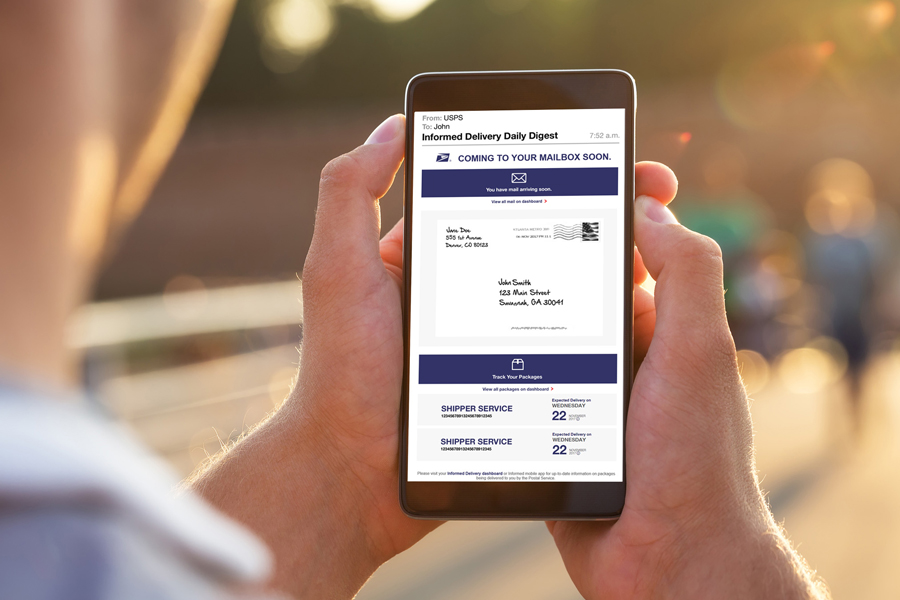 From: USPS
To: John
Informed Delivery Daily Digest 7:52 a.m.
COMING TO YOUR MAILBOX SOON.
You have mail arriving soon.
View all mail on dashboard
Jane Doe
555 1st Avenue
Denver, CO 80123
John Smith
123 Main Street
Savannah, GA 30041
Track Your Packages
View all packages on dashboard
SHIPPER SERVICE
Expected Delivery on
WEDNESDAY
22 NOVEMBER
SHIPPER SERVICE
Expected Delivery on
WEDNESDAY
22 NOVEMBER
Please visit your Informed Delivery dashboard or Informed mobile app for up to date information on packages
being delivered to you by the Postal Service.